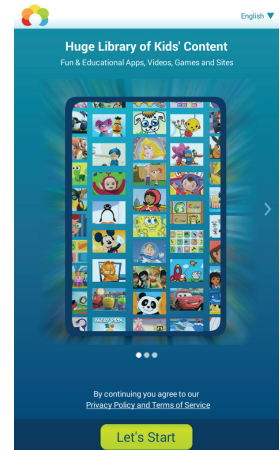 English
Huge Library of Kids' Content
Fun & Educational Apps, Videos, Games and Sites
By continuing you agree to our
Privacy Policy and Terms of Service
Let's Start